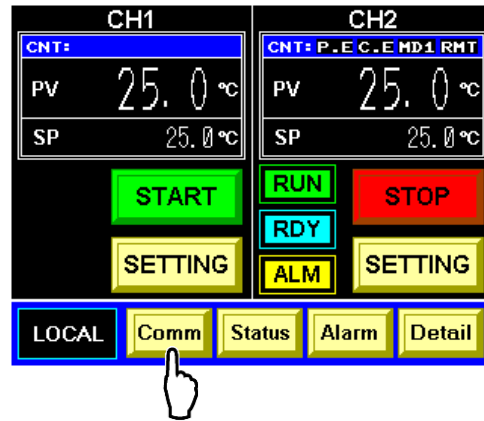 CH1 CH2
CNT: CNT: P.E C.E MD1 RMT
PV 25.0 ℃ PV 25.0 ℃
SP 25.0 ℃ SP 25.0 ℃
START RUN STOP
RDY
SETTING ALM SETTING
LOCAL Comm Status Alarm Detail